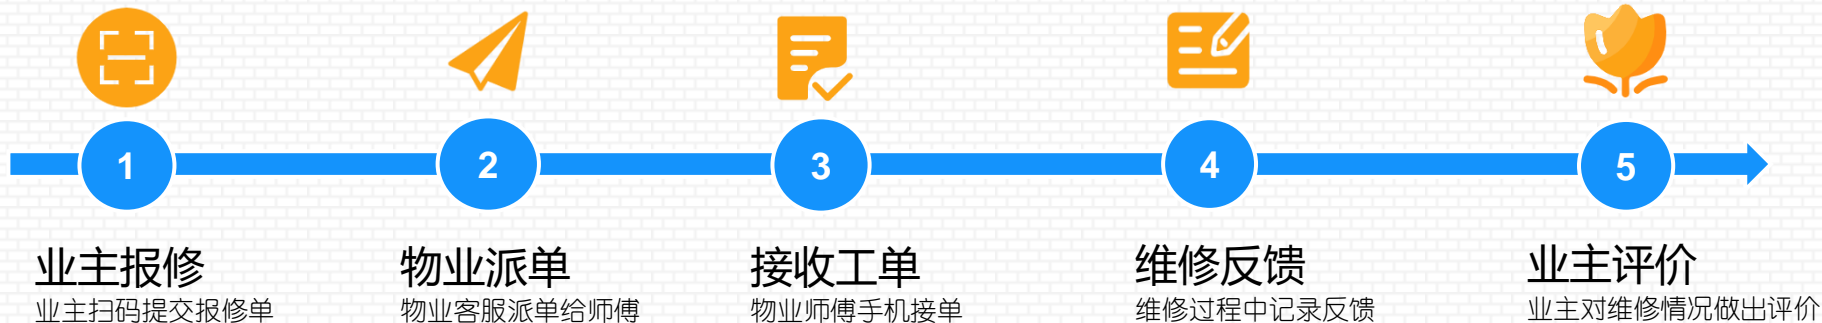 1
2
3
4
5
业主报修
业主扫码提交报修单
物业派单
物业客服派单给师傅
接收工单
物业师傅手机接单
维修反馈
维修过程中记录反馈
业主评价
业主对维修情况做出评价